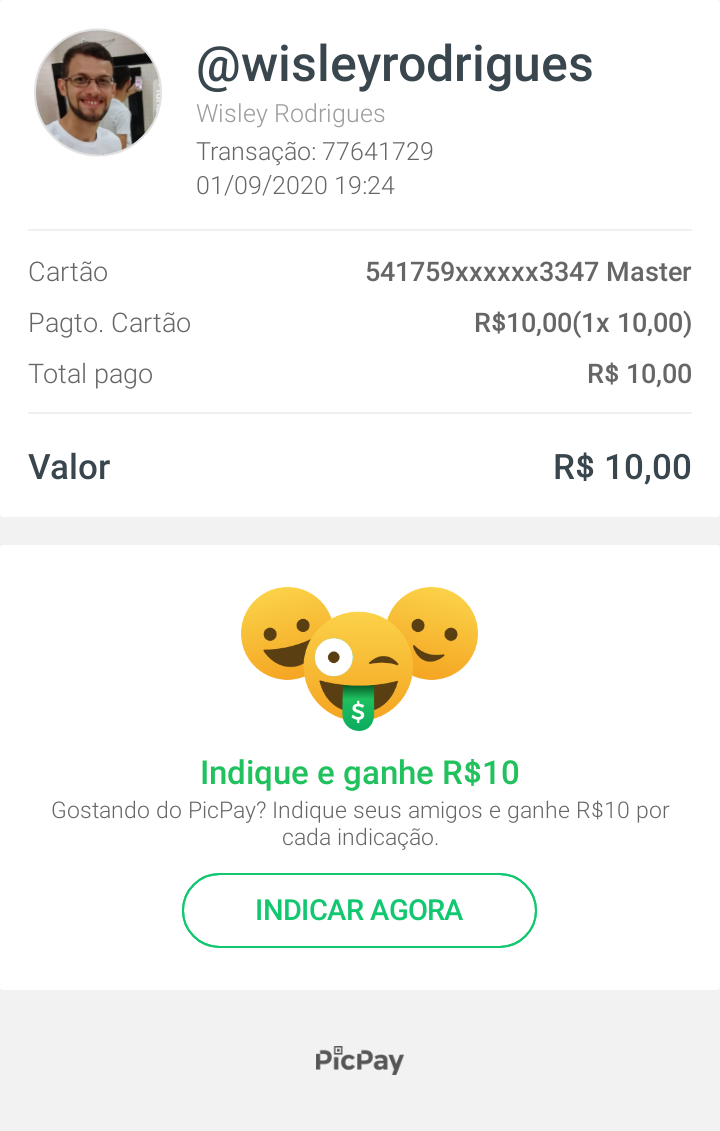 @wisleyrodrigues
Wisley Rodrigues
Transação: 77641729
01/09/2020 19:24
Cartão 541759xxxxxx3347 Master
Pagto. Cartão R$10,00(1x 10,00)
Total pago R$ 10,00
Valor R$ 10,00
$
Indique e ganhe R$10
Gostando do PicPay? Indique seus amigos e ganhe R$10 por
cada indicação.
INDICAR AGORA
PicPay